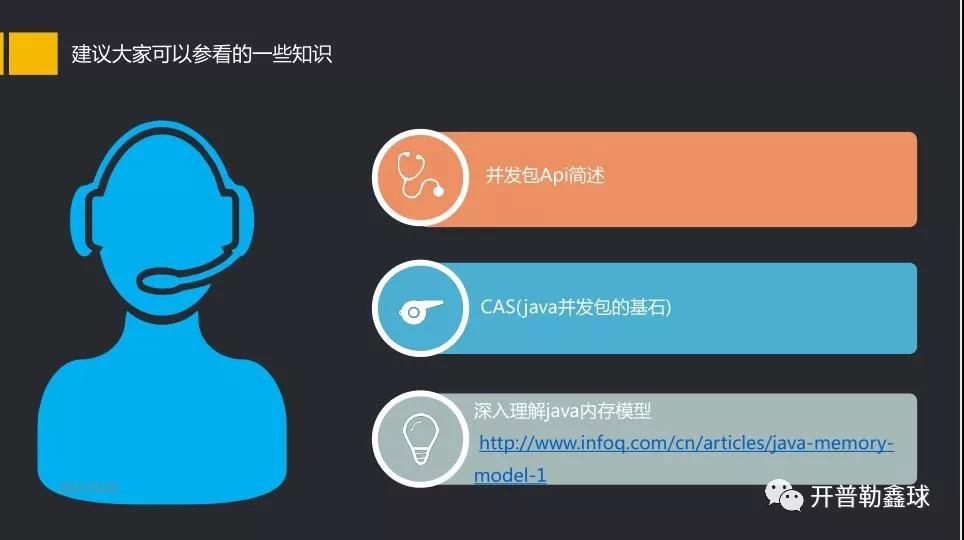 建议大家可以参看的一些知识
并发包Api简述
CAS(java并发包的基石)
深入理解java内存模型
http://www.infoq.com/cn/articles/java-memory-
model-1
开普勒鑫球